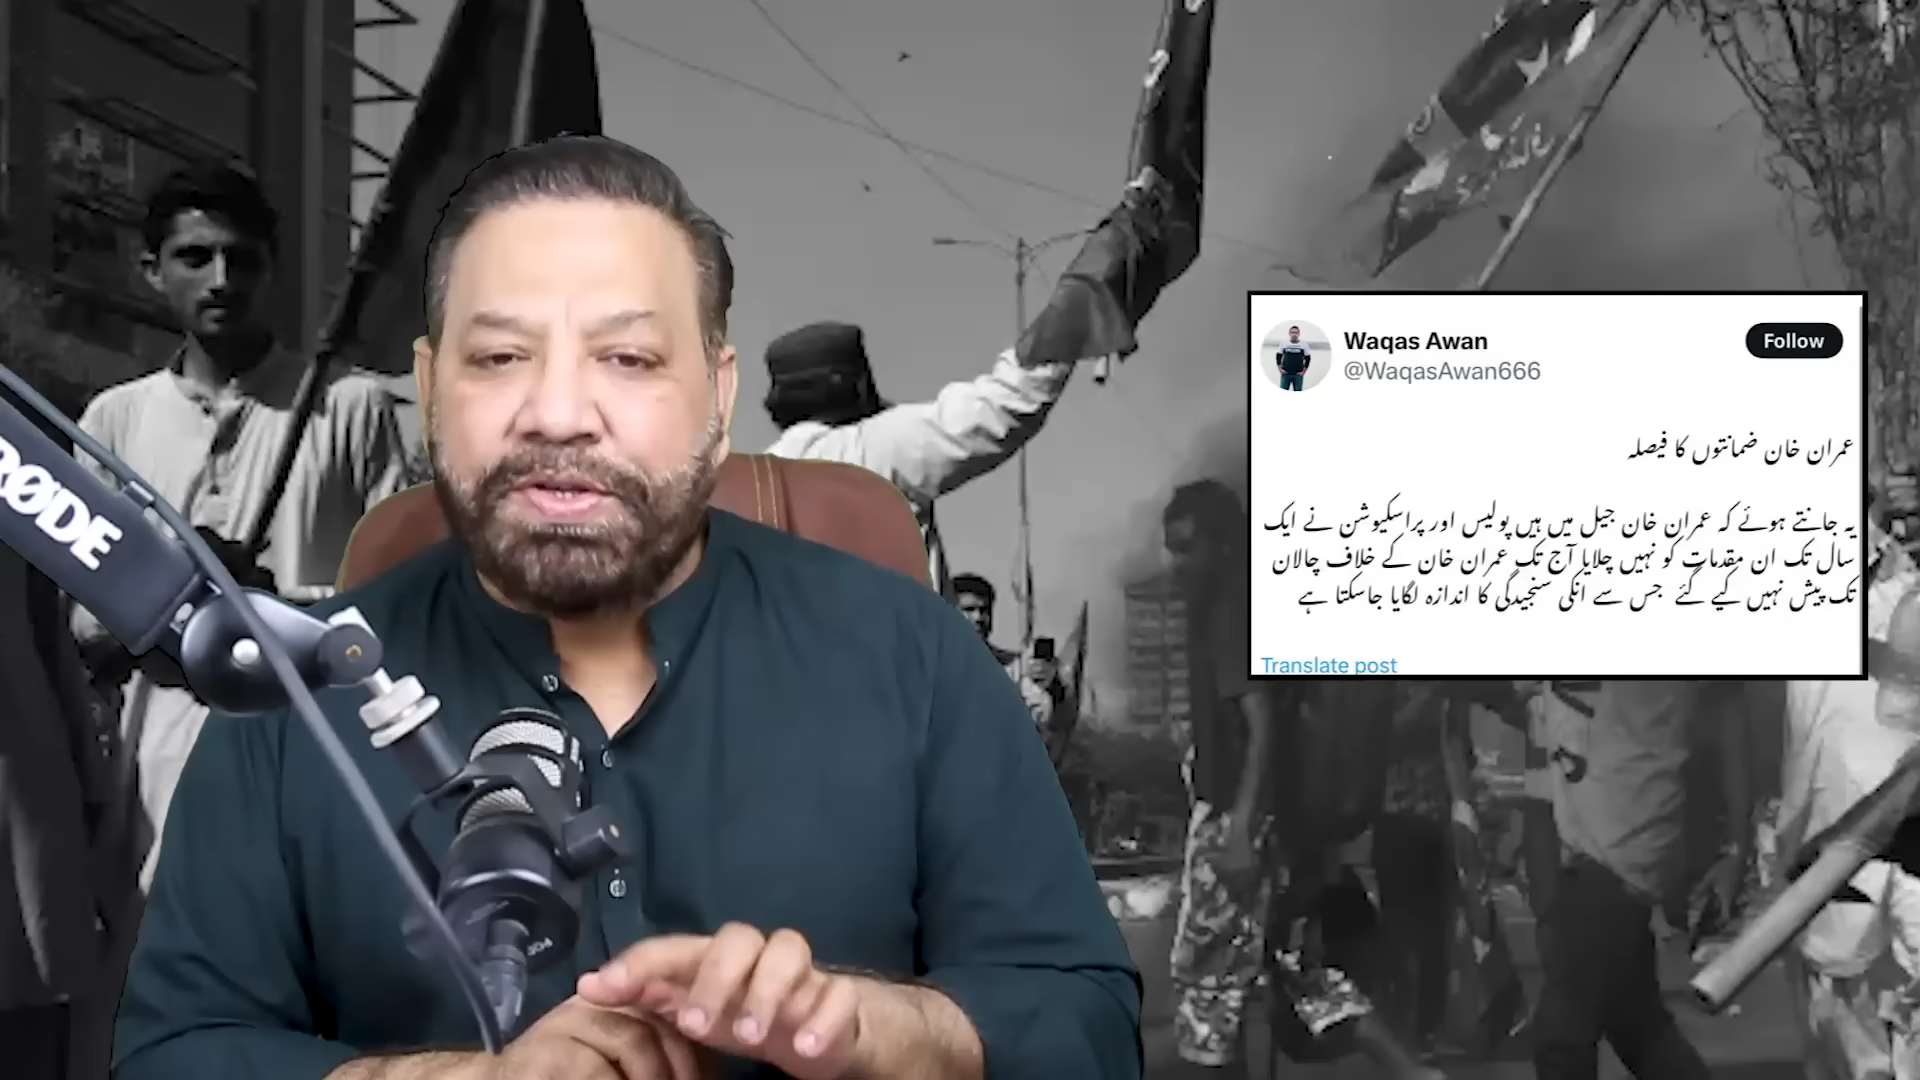 RØDE
Waqas Awan
Follow
@WaqasAwan666
عمران خان ضمانتوں کا فیصلہ
یہ جانتے ہوئے کہ عمران خان جیل میں ہیں پولیس اور پراسکیوشن نے ایک
سال تک ان مقدمات کو نہیں چلایا آج تک عمران خان کے خلاف چالان
تک پیش نہیں کیے گئے جس سے انکی سنجیدگی کا اندازہ لگایا جاسکتا ہے
Translate post